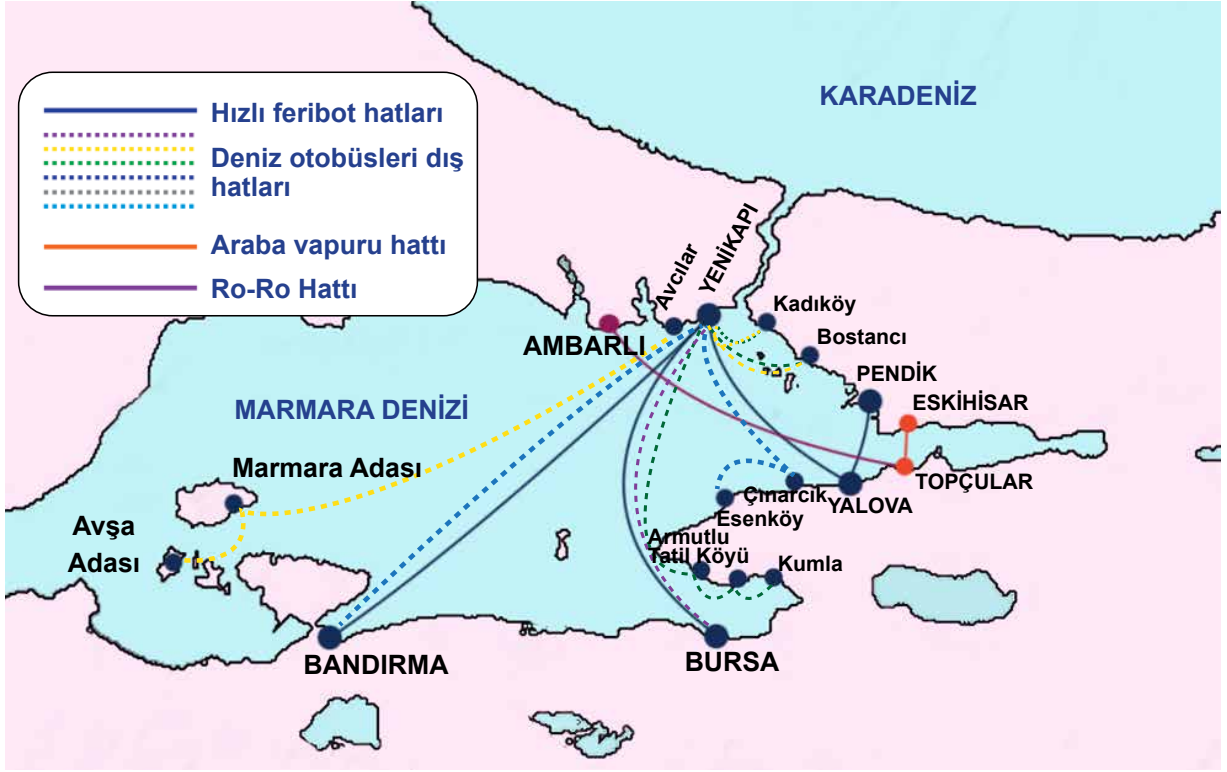 KARADENİZ
Hızlı feribot hatları
Deniz otobüsleri dış
hatları
Araba vapuru hattı
Ro-Ro Hattı
Avcılar
YENİKAPI
Kadıköy
AMBARLI
Bostancı
PENDİK
ESKİHİSAR
MARMARA DENİZİ
Marmara Adası
TOPÇULAR
Çınarcık
YALOVA
Esenköy
Avşa
Adası
Armutlu
Tatil Köyü
Kumla
BANDIRMA
BURSA